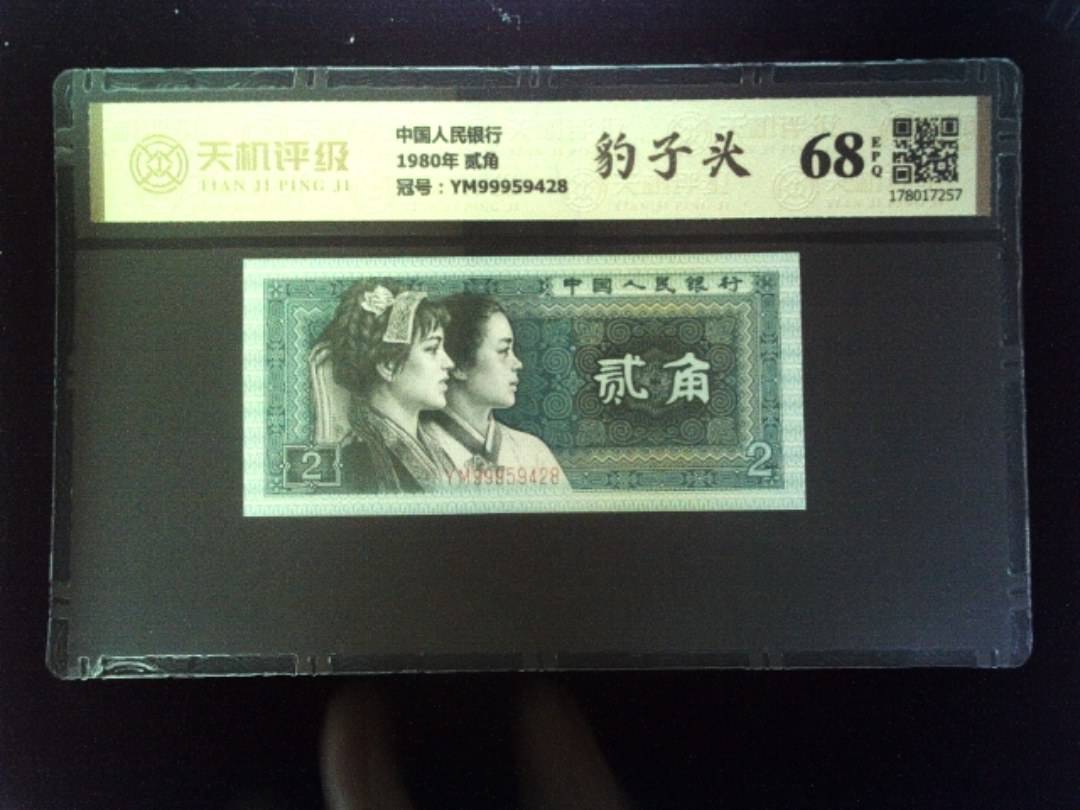 天机评级
TIAN JI PING JI
中国人民银行
1980年 贰角
冠号：YM99959428
豹子头
68
EPQ
178017257
中国人民银行
贰角
2
2
YM99959428